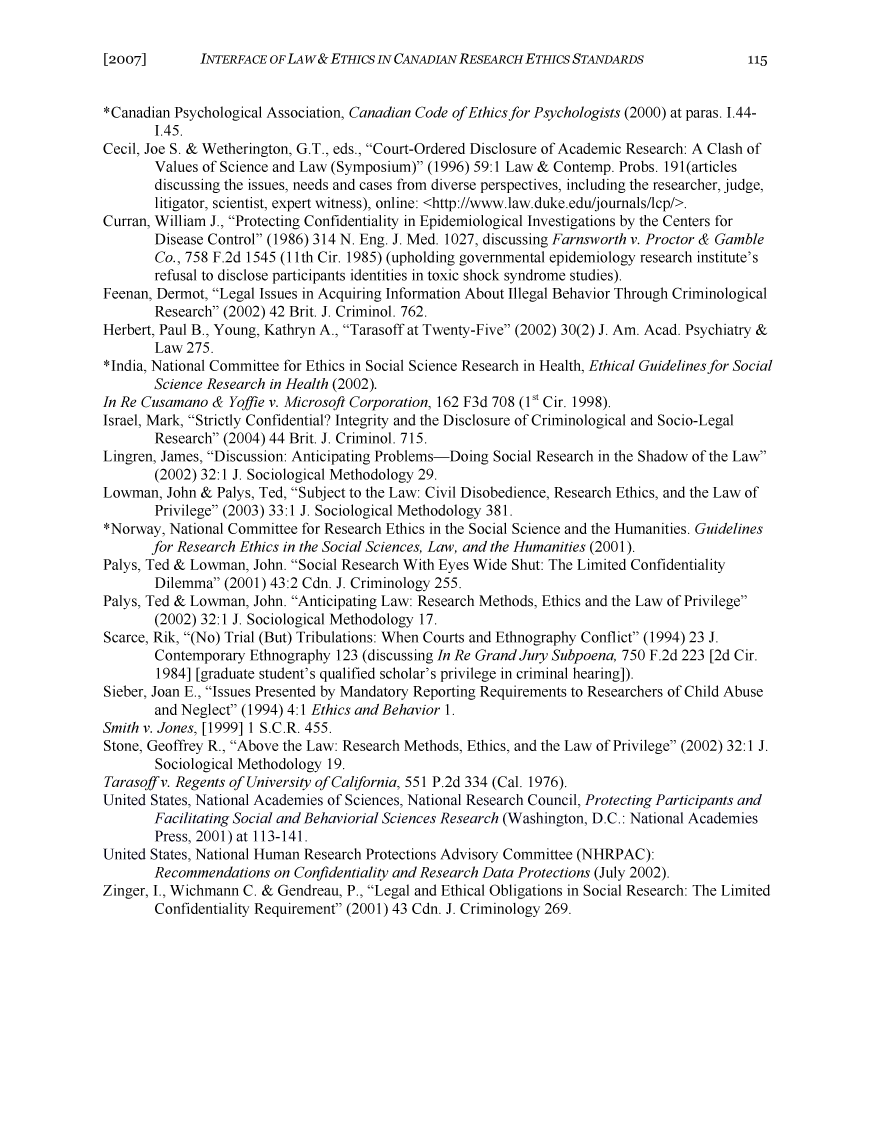 [2007] INTERFACE OF LAW & ETHICS IN CANADIAN RESEARCH ETHICS STANDARDS 115
*Canadian Psychological Association, Canadian Code of Ethics for Psychologists (2000) at paras. I.44-
I.45.
Cecil, Joe S. & Wetherington, G.T., eds., “Court-Ordered Disclosure of Academic Research: A Clash of
Values of Science and Law (Symposium)” (1996) 59:1 Law & Contemp. Probs. 191(articles
discussing the issues, needs and cases from diverse perspectives, including the researcher, judge,
litigator, scientist, expert witness), online: <http://www.law.duke.edu/journals/lcp/>.
Curran, William J., “Protecting Confidentiality in Epidemiological Investigations by the Centers for
Disease Control” (1986) 314 N. Eng. J. Med. 1027, discussing Farnsworth v. Proctor & Gamble
Co., 758 F.2d 1545 (11th Cir. 1985) (upholding governmental epidemiology research institute’s
refusal to disclose participants identities in toxic shock syndrome studies).
Feenan, Dermot, “Legal Issues in Acquiring Information About Illegal Behavior Through Criminological
Research” (2002) 42 Brit. J. Criminol. 762.
Herbert, Paul B., Young, Kathryn A., “Tarasoff at Twenty-Five” (2002) 30(2) J. Am. Acad. Psychiatry &
Law 275.
*India, National Committee for Ethics in Social Science Research in Health, Ethical Guidelines for Social
Science Research in Health (2002).
In Re Cusamano & Yoffie v. Microsoft Corporation, 162 F3d 708 (1st Cir. 1998).
Israel, Mark, “Strictly Confidential? Integrity and the Disclosure of Criminological and Socio-Legal
Research” (2004) 44 Brit. J. Criminol. 715.
Lingren, James, “Discussion: Anticipating Problems—Doing Social Research in the Shadow of the Law”
(2002) 32:1 J. Sociological Methodology 29.
Lowman, John & Palys, Ted, “Subject to the Law: Civil Disobedience, Research Ethics, and the Law of
Privilege” (2003) 33:1 J. Sociological Methodology 381.
*Norway, National Committee for Research Ethics in the Social Science and the Humanities. Guidelines
for Research Ethics in the Social Sciences, Law, and the Humanities (2001).
Palys, Ted & Lowman, John. “Social Research With Eyes Wide Shut: The Limited Confidentiality
Dilemma” (2001) 43:2 Cdn. J. Criminology 255.
Palys, Ted & Lowman, John. “Anticipating Law: Research Methods, Ethics and the Law of Privilege”
(2002) 32:1 J. Sociological Methodology 17.
Scarce, Rik, “(No) Trial (But) Tribulations: When Courts and Ethnography Conflict” (1994) 23 J.
Contemporary Ethnography 123 (discussing In Re Grand Jury Subpoena, 750 F.2d 223 [2d Cir.
1984] [graduate student’s qualified scholar’s privilege in criminal hearing]).
Sieber, Joan E., “Issues Presented by Mandatory Reporting Requirements to Researchers of Child Abuse
and Neglect” (1994) 4:1 Ethics and Behavior 1.
Smith v. Jones, [1999] 1 S.C.R. 455.
Stone, Geoffrey R., “Above the Law: Research Methods, Ethics, and the Law of Privilege” (2002) 32:1 J.
Sociological Methodology 19.
Tarasoff v. Regents of University of California, 551 P.2d 334 (Cal. 1976).
United States, National Academies of Sciences, National Research Council, Protecting Participants and
Facilitating Social and Behaviorial Sciences Research (Washington, D.C.: National Academies
Press, 2001) at 113-141.
United States, National Human Research Protections Advisory Committee (NHRPAC):
Recommendations on Confidentiality and Research Data Protections (July 2002).
Zinger, I., Wichmann C. & Gendreau, P., “Legal and Ethical Obligations in Social Research: The Limited
Confidentiality Requirement” (2001) 43 Cdn. J. Criminology 269.